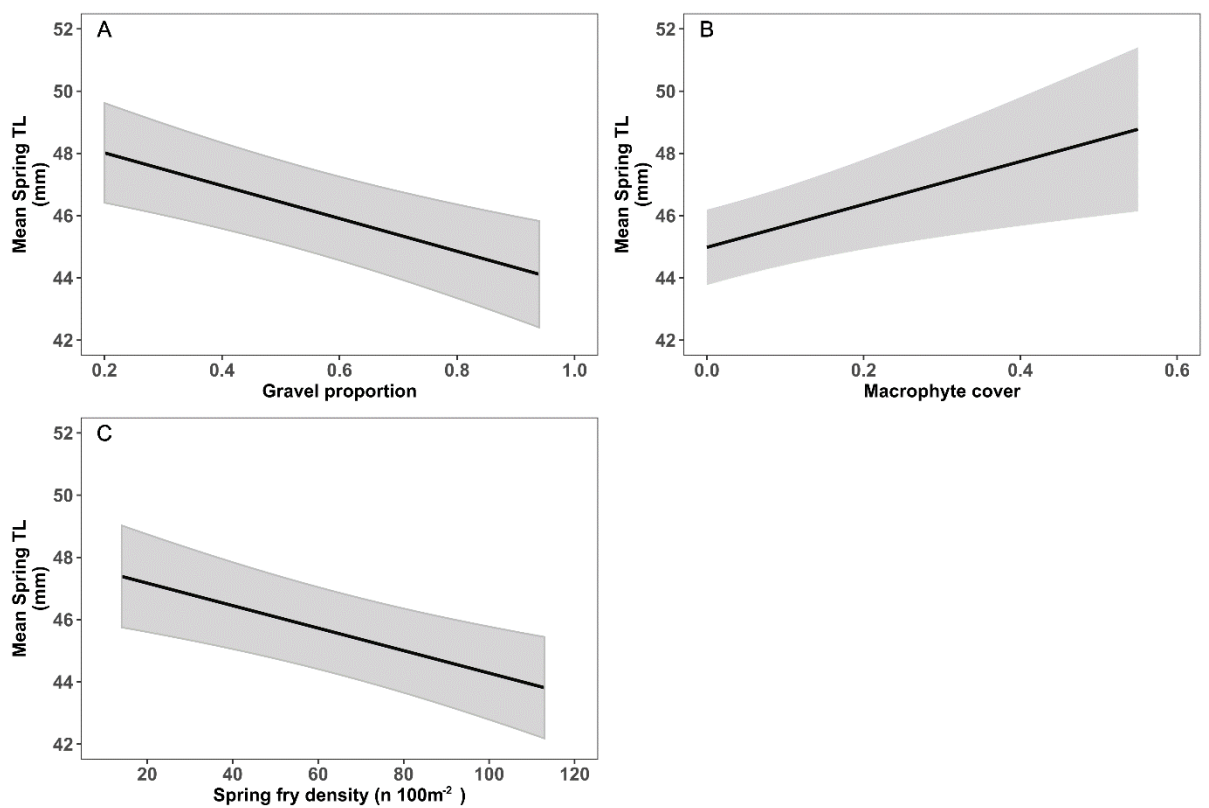 A
52
50
48
46
44
42
Mean Spring TL
(mm)
0.2 0.4 0.6 0.8 1.0
Gravel proportion
B
52
50
48
46
44
42
Mean Spring TL
(mm)
0.0 0.2 0.4 0.6
Macrophyte cover
C
52
50
48
46
44
42
Mean Spring TL
(mm)
20 40 60 80 100 120
Spring fry density (n 100m⁻² )